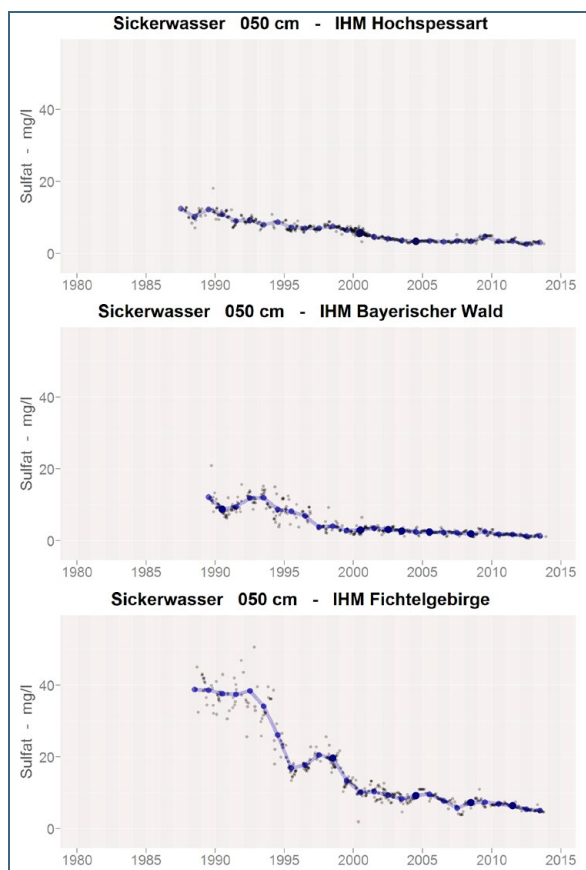 Sickerwasser 050 cm - IHM Hochspessart
Sulfat - mg/l
40
20
0
1980 1985 1990 1995 2000 2005 2010 2015
Sickerwasser 050 cm - IHM Bayerischer Wald
Sulfat - mg/l
40
20
0
1980 1985 1990 1995 2000 2005 2010 2015
Sickerwasser 050 cm - IHM Fichtelgebirge
Sulfat - mg/l
40
20
0
1980 1985 1990 1995 2000 2005 2010 2015